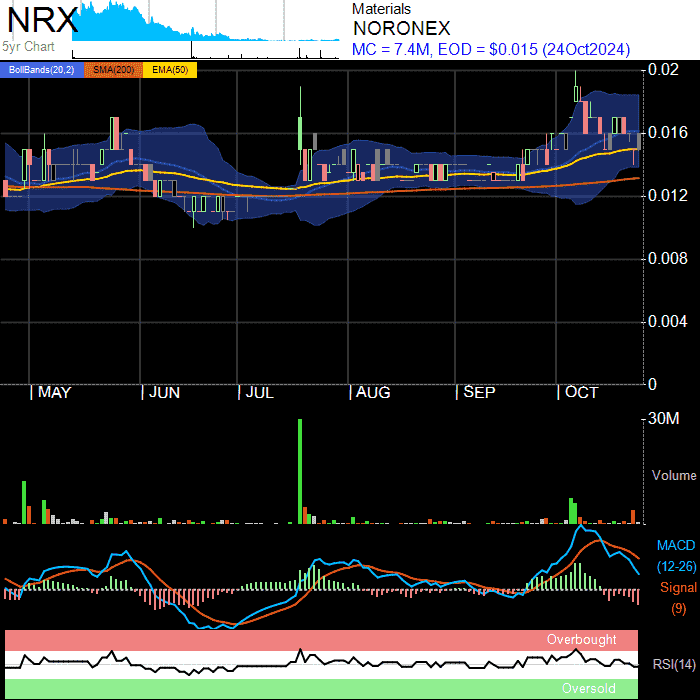 NRX
5yr Chart
Materials
NORONEX
MC = 7.4M, EOD = $0.015 (24Oct2024)
BollBands(20,2) SMA(200) EMA(50)
0.02
0.016
0.012
0.008
0.004
0
MAY JUN JUL AUG SEP OCT
30M
Volume
MACD
(12-26)
Signal
(9)
Overbought
RSI(14)
Oversold